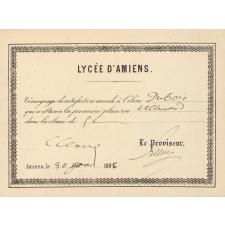 LYCÉE D'AMIENS.
Témoignage de satisfaction accordé à l'élève Dubois
qui a obtenu la première place en Allemand
dans la classe de
Le Proviseur,
Amiens, le 30